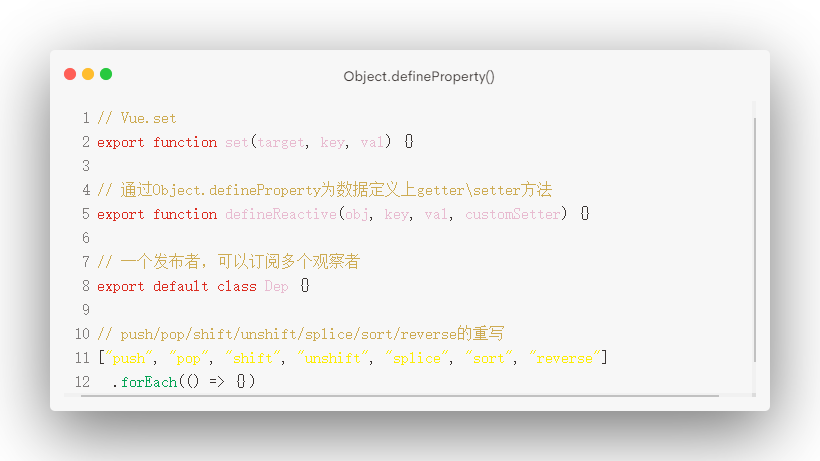 Object.defineProperty()
1 // Vue.set
2 export function set(target, key, val) {}
3
4 // 通过Object.defineProperty为数据定义上getter\setter方法
5 export function defineReactive(obj, key, val, customSetter) {}
6
7 // 一个发布者，可以订阅多个观察者
8 export default class Dep {}
9
10 // push/pop/shift/unshift/splice/sort/reverse的重写
11 ["push", "pop", "shift", "unshift", "splice", "sort", "reverse"]
12 .forEach(() => {})